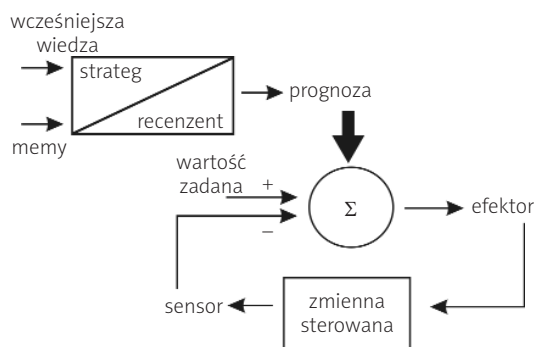 wcześniejsza
wiedza
strateg
recenzent
memy
prognoza
wartość
zadana
+
−
Σ
efektor
sensor
zmienna
sterowana